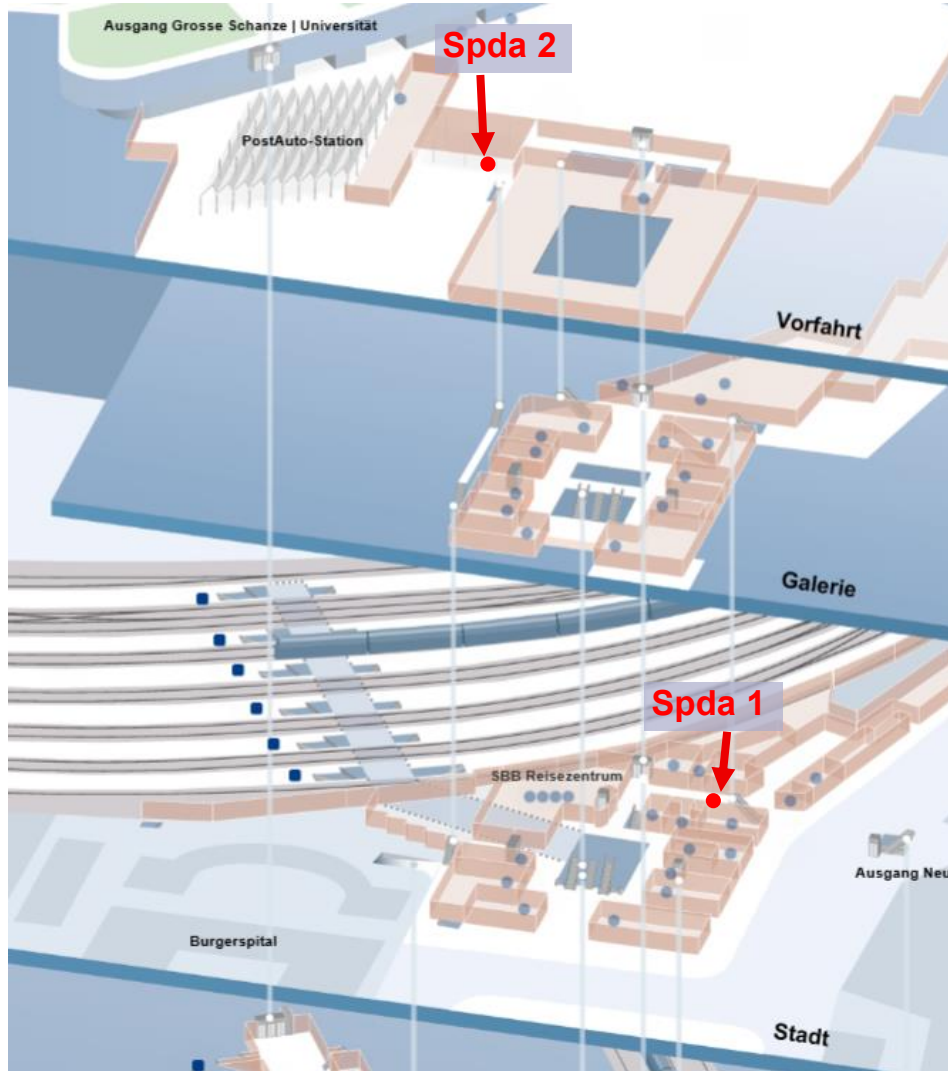 Ausgang Grosse Schanze | Universität
Spda 2
PostAuto-Station
Vorfahrt
Galerie
Spda 1
SBB Reisezentrum
Ausgang Neu
Burgerspital
Stadt